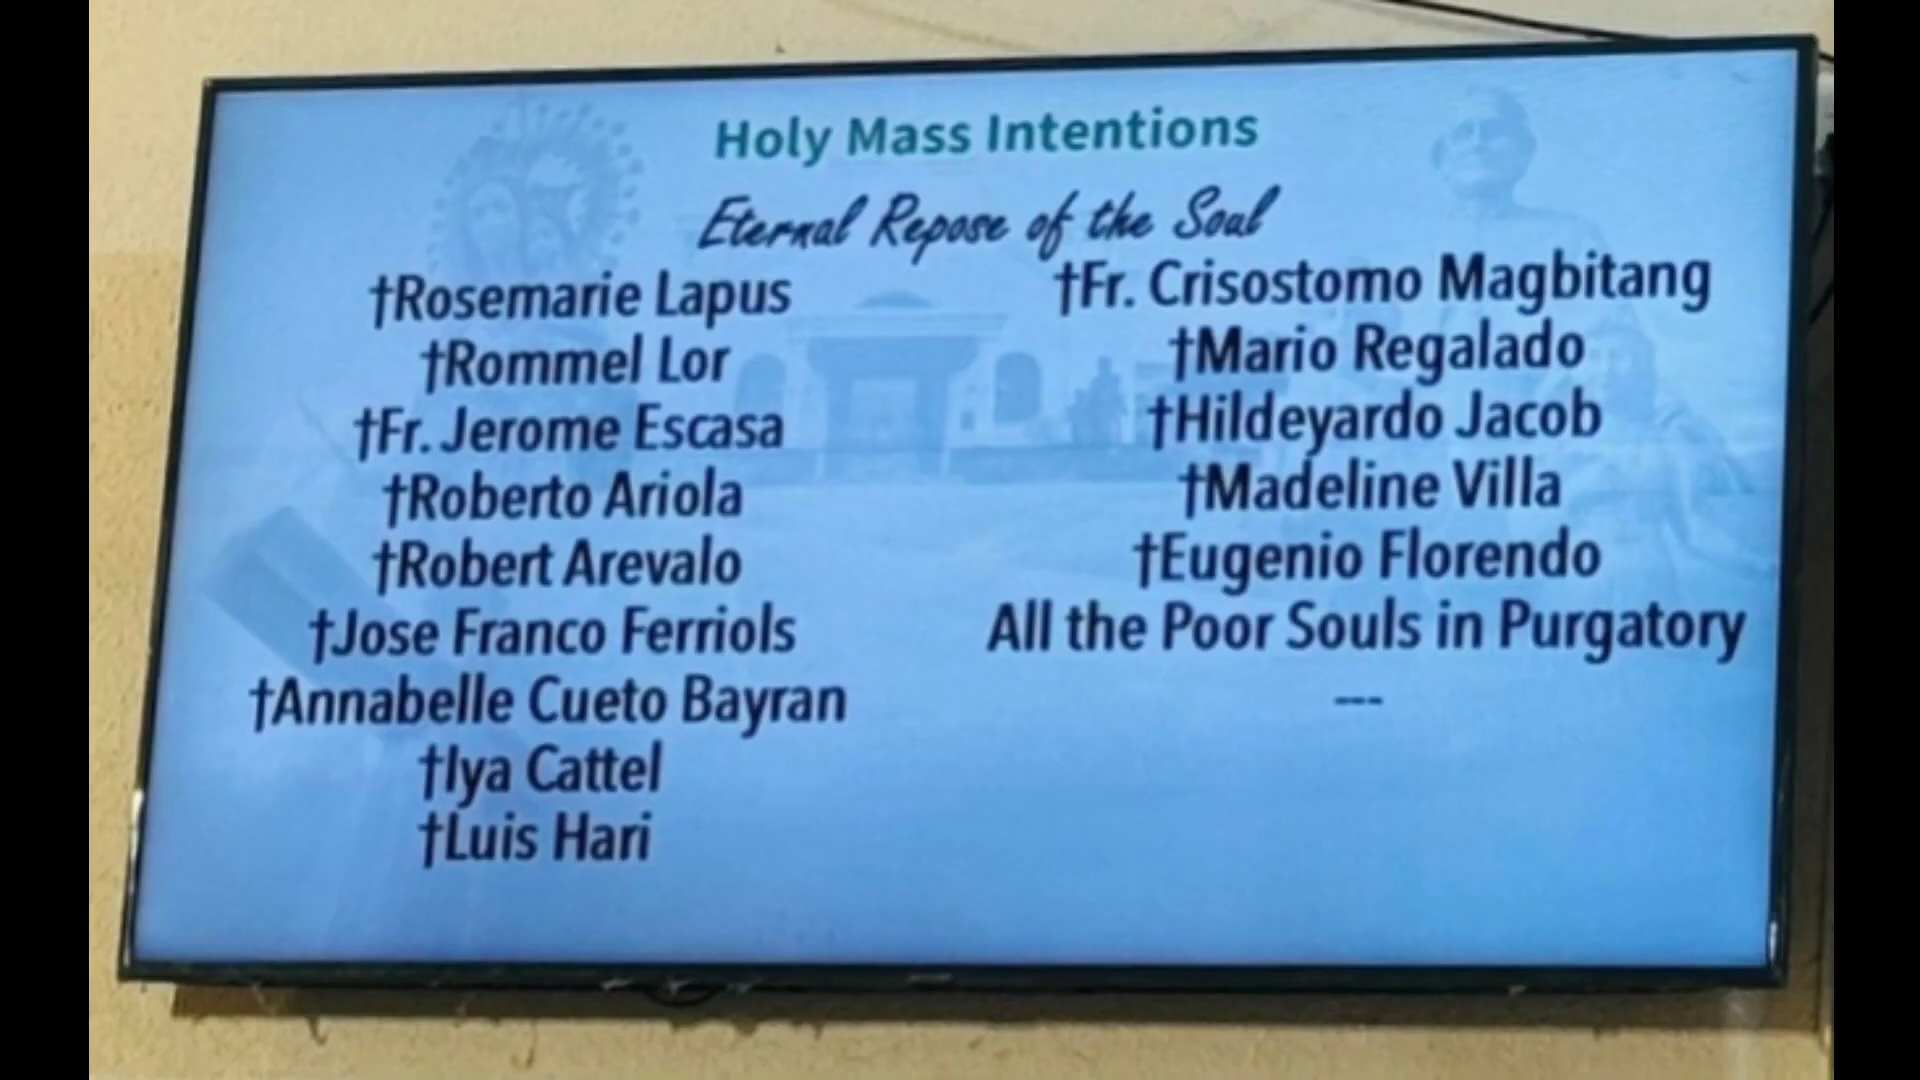 Holy Mass Intentions
Eternal Repose of the Soul
†Rosemarie Lapus
†Rommel Lor
†Fr. Jerome Escasa
†Roberto Ariola
†Robert Arevalo
†Jose Franco Ferriols
†Annabelle Cueto Bayran
†Iya Cattel
†Luis Hari
†Fr. Crisostomo Magbitang
†Mario Regalado
†Hildeyardo Jacob
†Madeline Villa
†Eugenio Florendo
All the Poor Souls in Purgatory
---